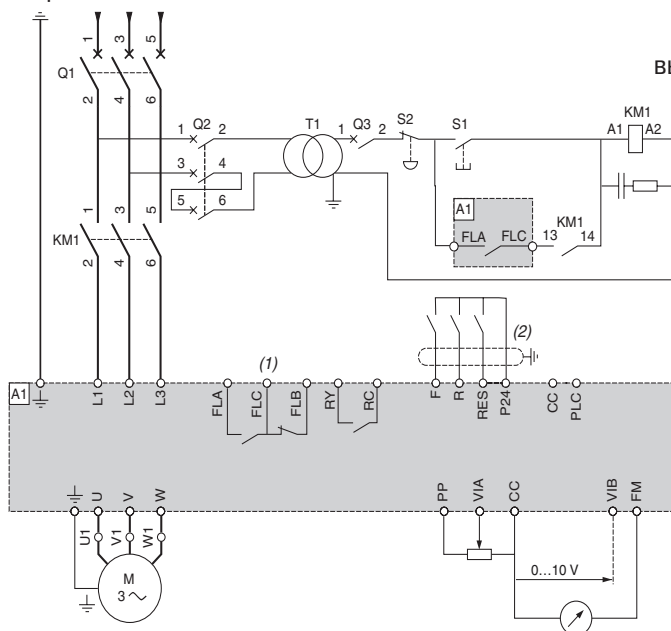 1 3 5
Q1
2 4 6
BE
1 Q2 2
3 4
5 6
T1
1 Q3 2
S2
S1
KM1
A1 A2
A1
FLA FLC
13 KM1 14
1 3 5
KM1
2 4 6
(1)
(2)
A1
L1 L2 L3
FLA FLC FLB RY RC
F R RES P24
CC PLC
U V W
PP VIA CC VIB FM
U1 V1 W1
M
3
0...10 V